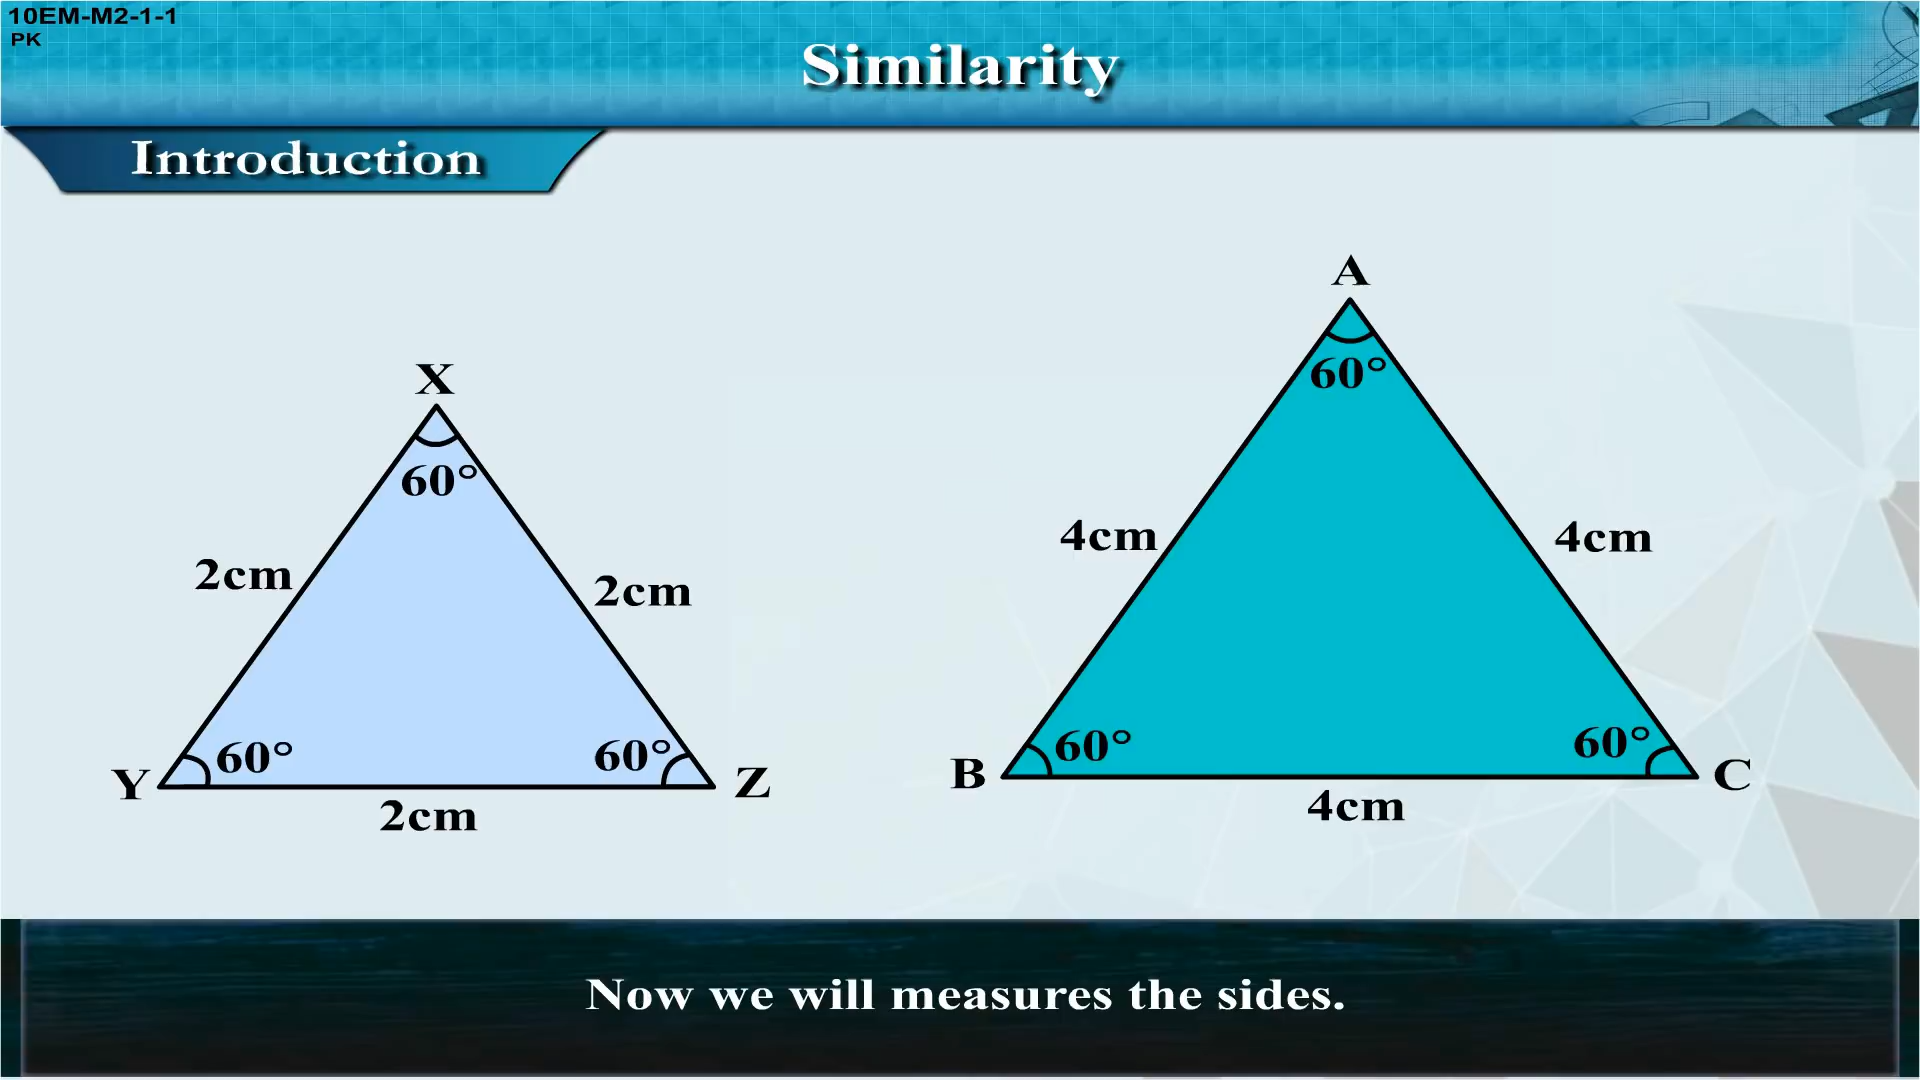 10EM-M2-1-1
PK
Similarity
Introduction
X
60°
2cm
2cm
Y
60°
60°
Z
2cm
A
60°
4cm
4cm
B
60°
60°
C
4cm
Now we will measures the sides.